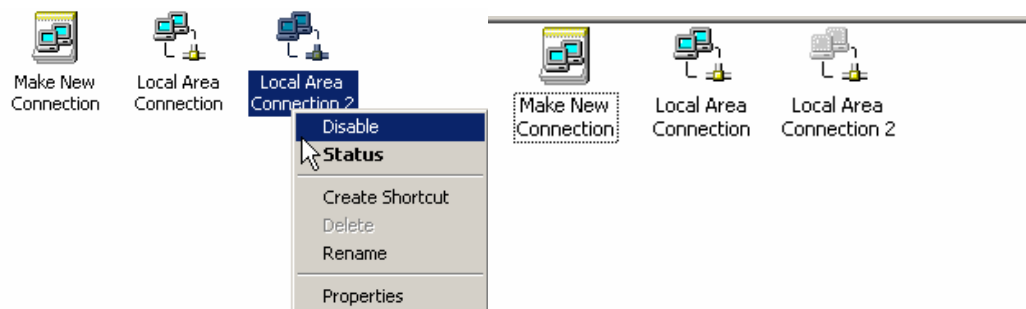 Make New
Connection
Local Area
Connection
Local Area
Connection 2
Disable
Status
Create Shortcut
Delete
Rename
Properties
Make New
Connection
Local Area
Connection
Local Area
Connection 2